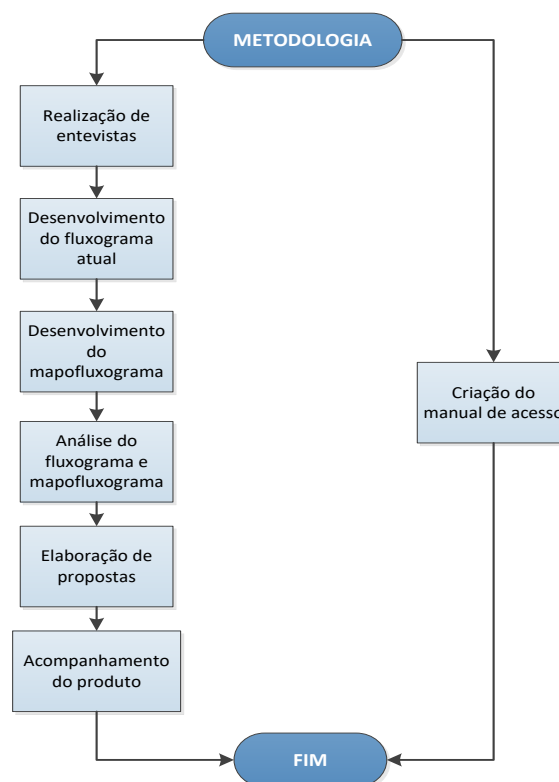 METODOLOGIA
Realização de
entevistas
Desenvolvimento
do fluxograma
atual
Desenvolvimento
do
mapofluxograma
Análise do
fluxograma e
mapofluxograma
Elaboração de
propostas
Acompanhamento
do produto
Criação do
manual de acesso
FIM